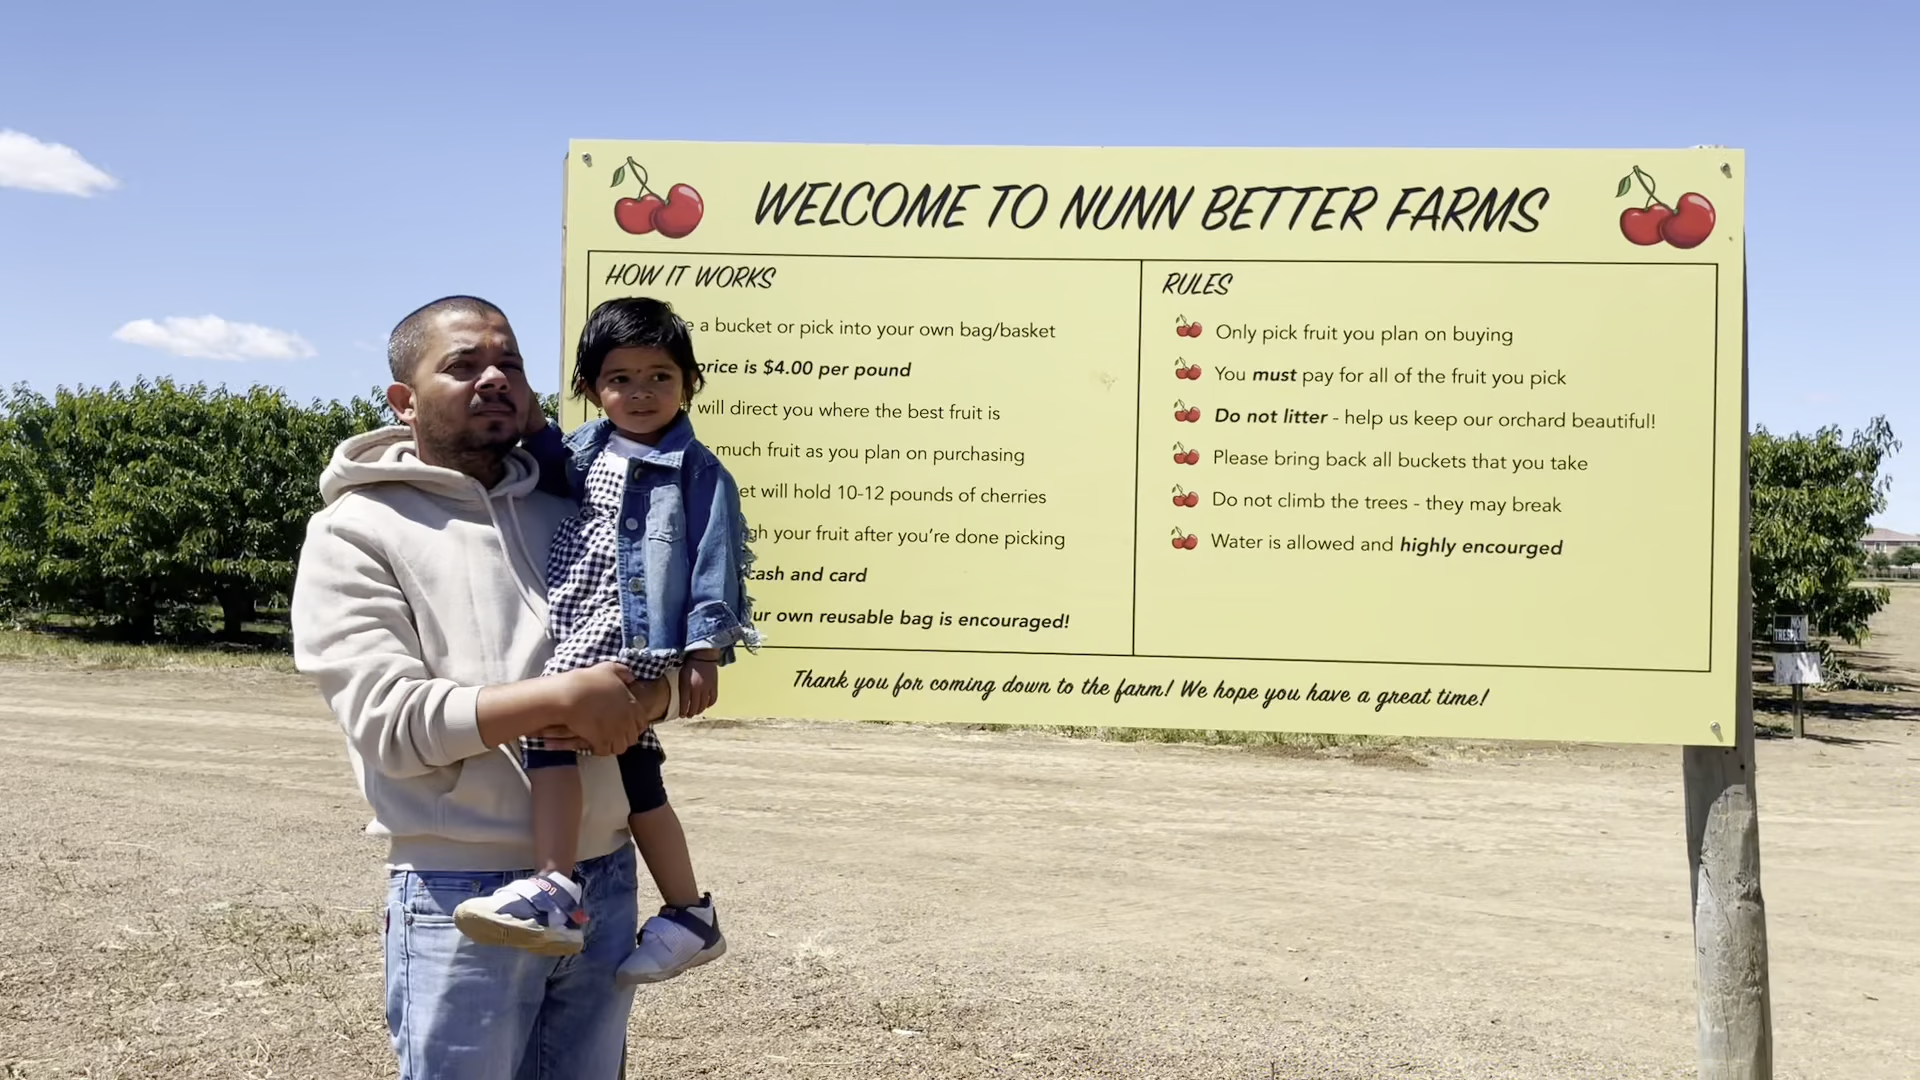 WELCOME TO NUNN BETTER FARMS
HOW IT WORKS
a bucket or pick into your own bag/basket
price is $4.00 per pound
will direct you where the best fruit is
much fruit as you plan on purchasing
will hold 10-12 pounds of cherries
your fruit after you're done picking
cash and card
own reusable bag is encouraged!
RULES
Only pick fruit you plan on buying
You must pay for all of the fruit you pick
Do not litter - help us keep our orchard beautiful!
Please bring back all buckets that you take
Do not climb the trees - they may break
Water is allowed and highly encourged
Thank you for coming down to the farm! We hope you have a great time!
NO